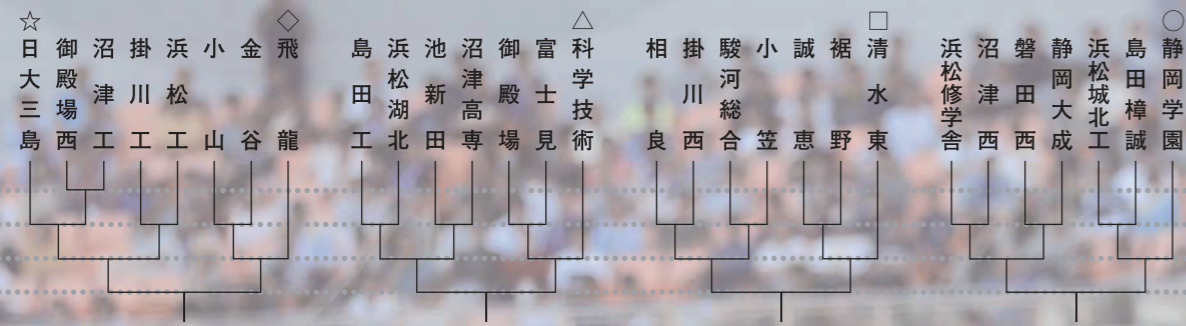 ☆日大三島
御殿場西
沼津工
掛川工
浜松工
小山
金谷
◇飛龍
島田工
浜松湖北
池新田
沼津高専
御殿場
富士見
△科学技術
相良
掛川西
駿河総合
小笠
誠恵
裾野
□清水東
浜松修学舎
沼津西
磐田西
静岡大成
浜松城北工
島田樟誠
○静岡学園